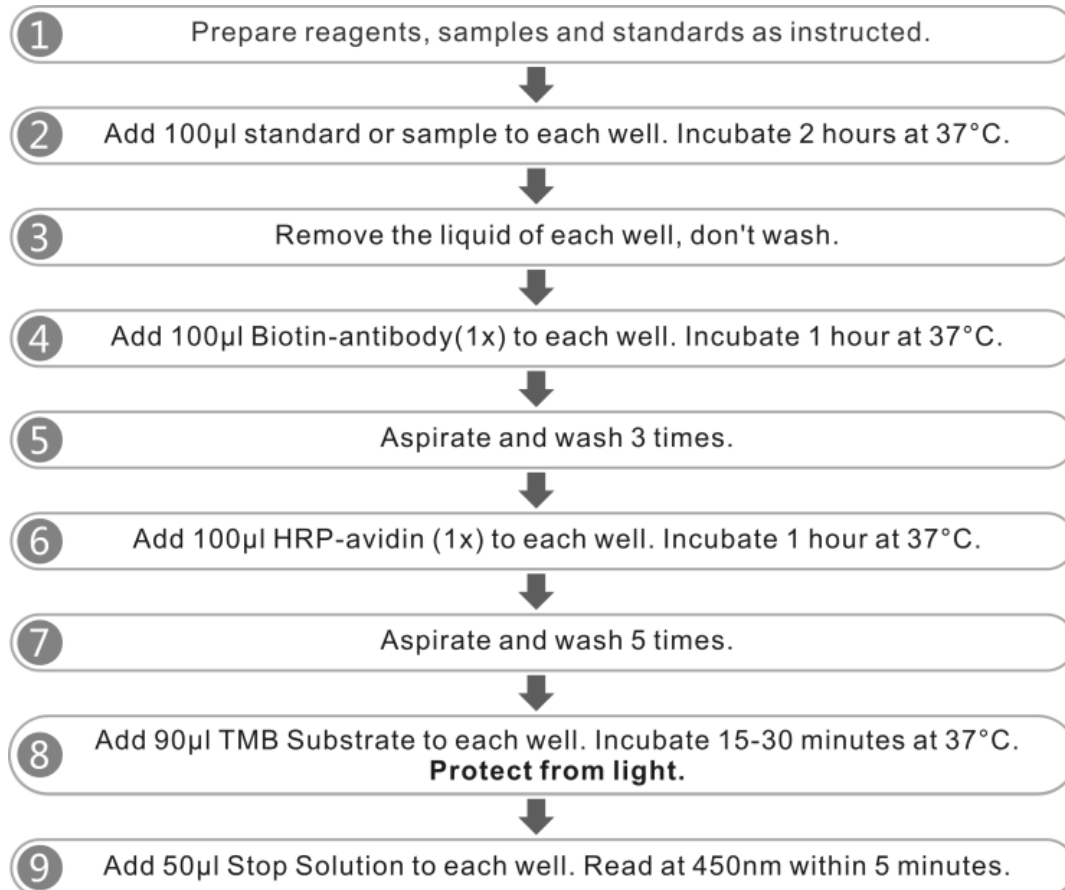 1 Prepare reagents, samples and standards as instructed.
2 Add 100µl standard or sample to each well. Incubate 2 hours at 37°C.
3 Remove the liquid of each well, don't wash.
4 Add 100µl Biotin-antibody(1x) to each well. Incubate 1 hour at 37°C.
5 Aspirate and wash 3 times.
6 Add 100µl HRP-avidin (1x) to each well. Incubate 1 hour at 37°C.
7 Aspirate and wash 5 times.
8 Add 90µl TMB Substrate to each well. Incubate 15-30 minutes at 37°C.
Protect from light.
9 Add 50µl Stop Solution to each well. Read at 450nm within 5 minutes.